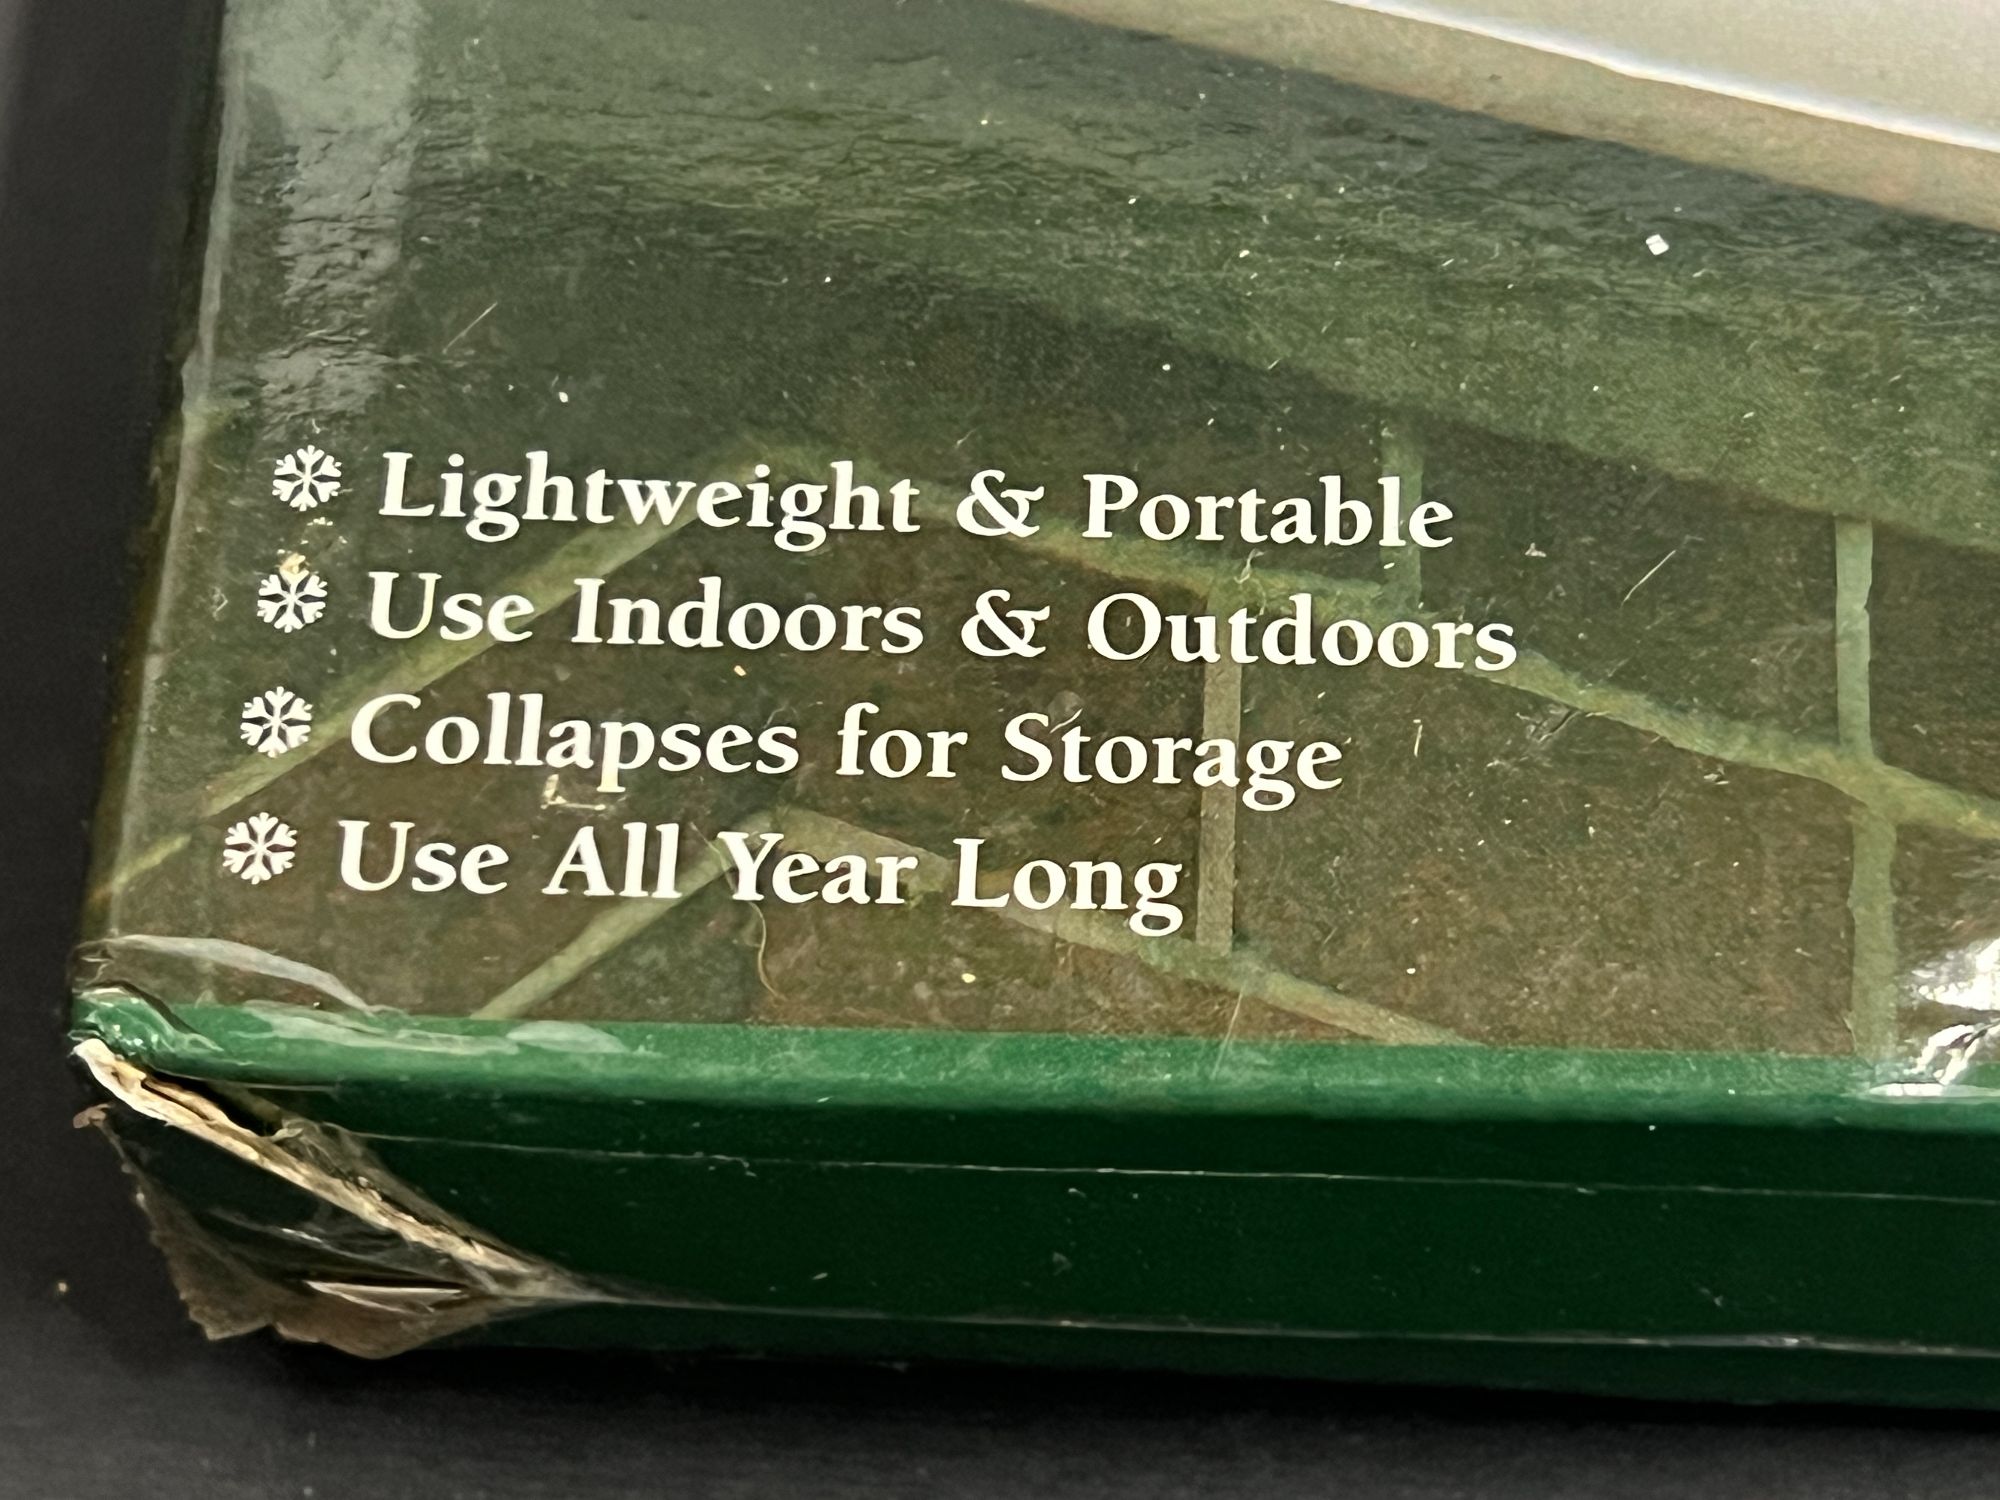 Lightweight & Portable
Use Indoors & Outdoors
Collapses for Storage
Use All Year Long